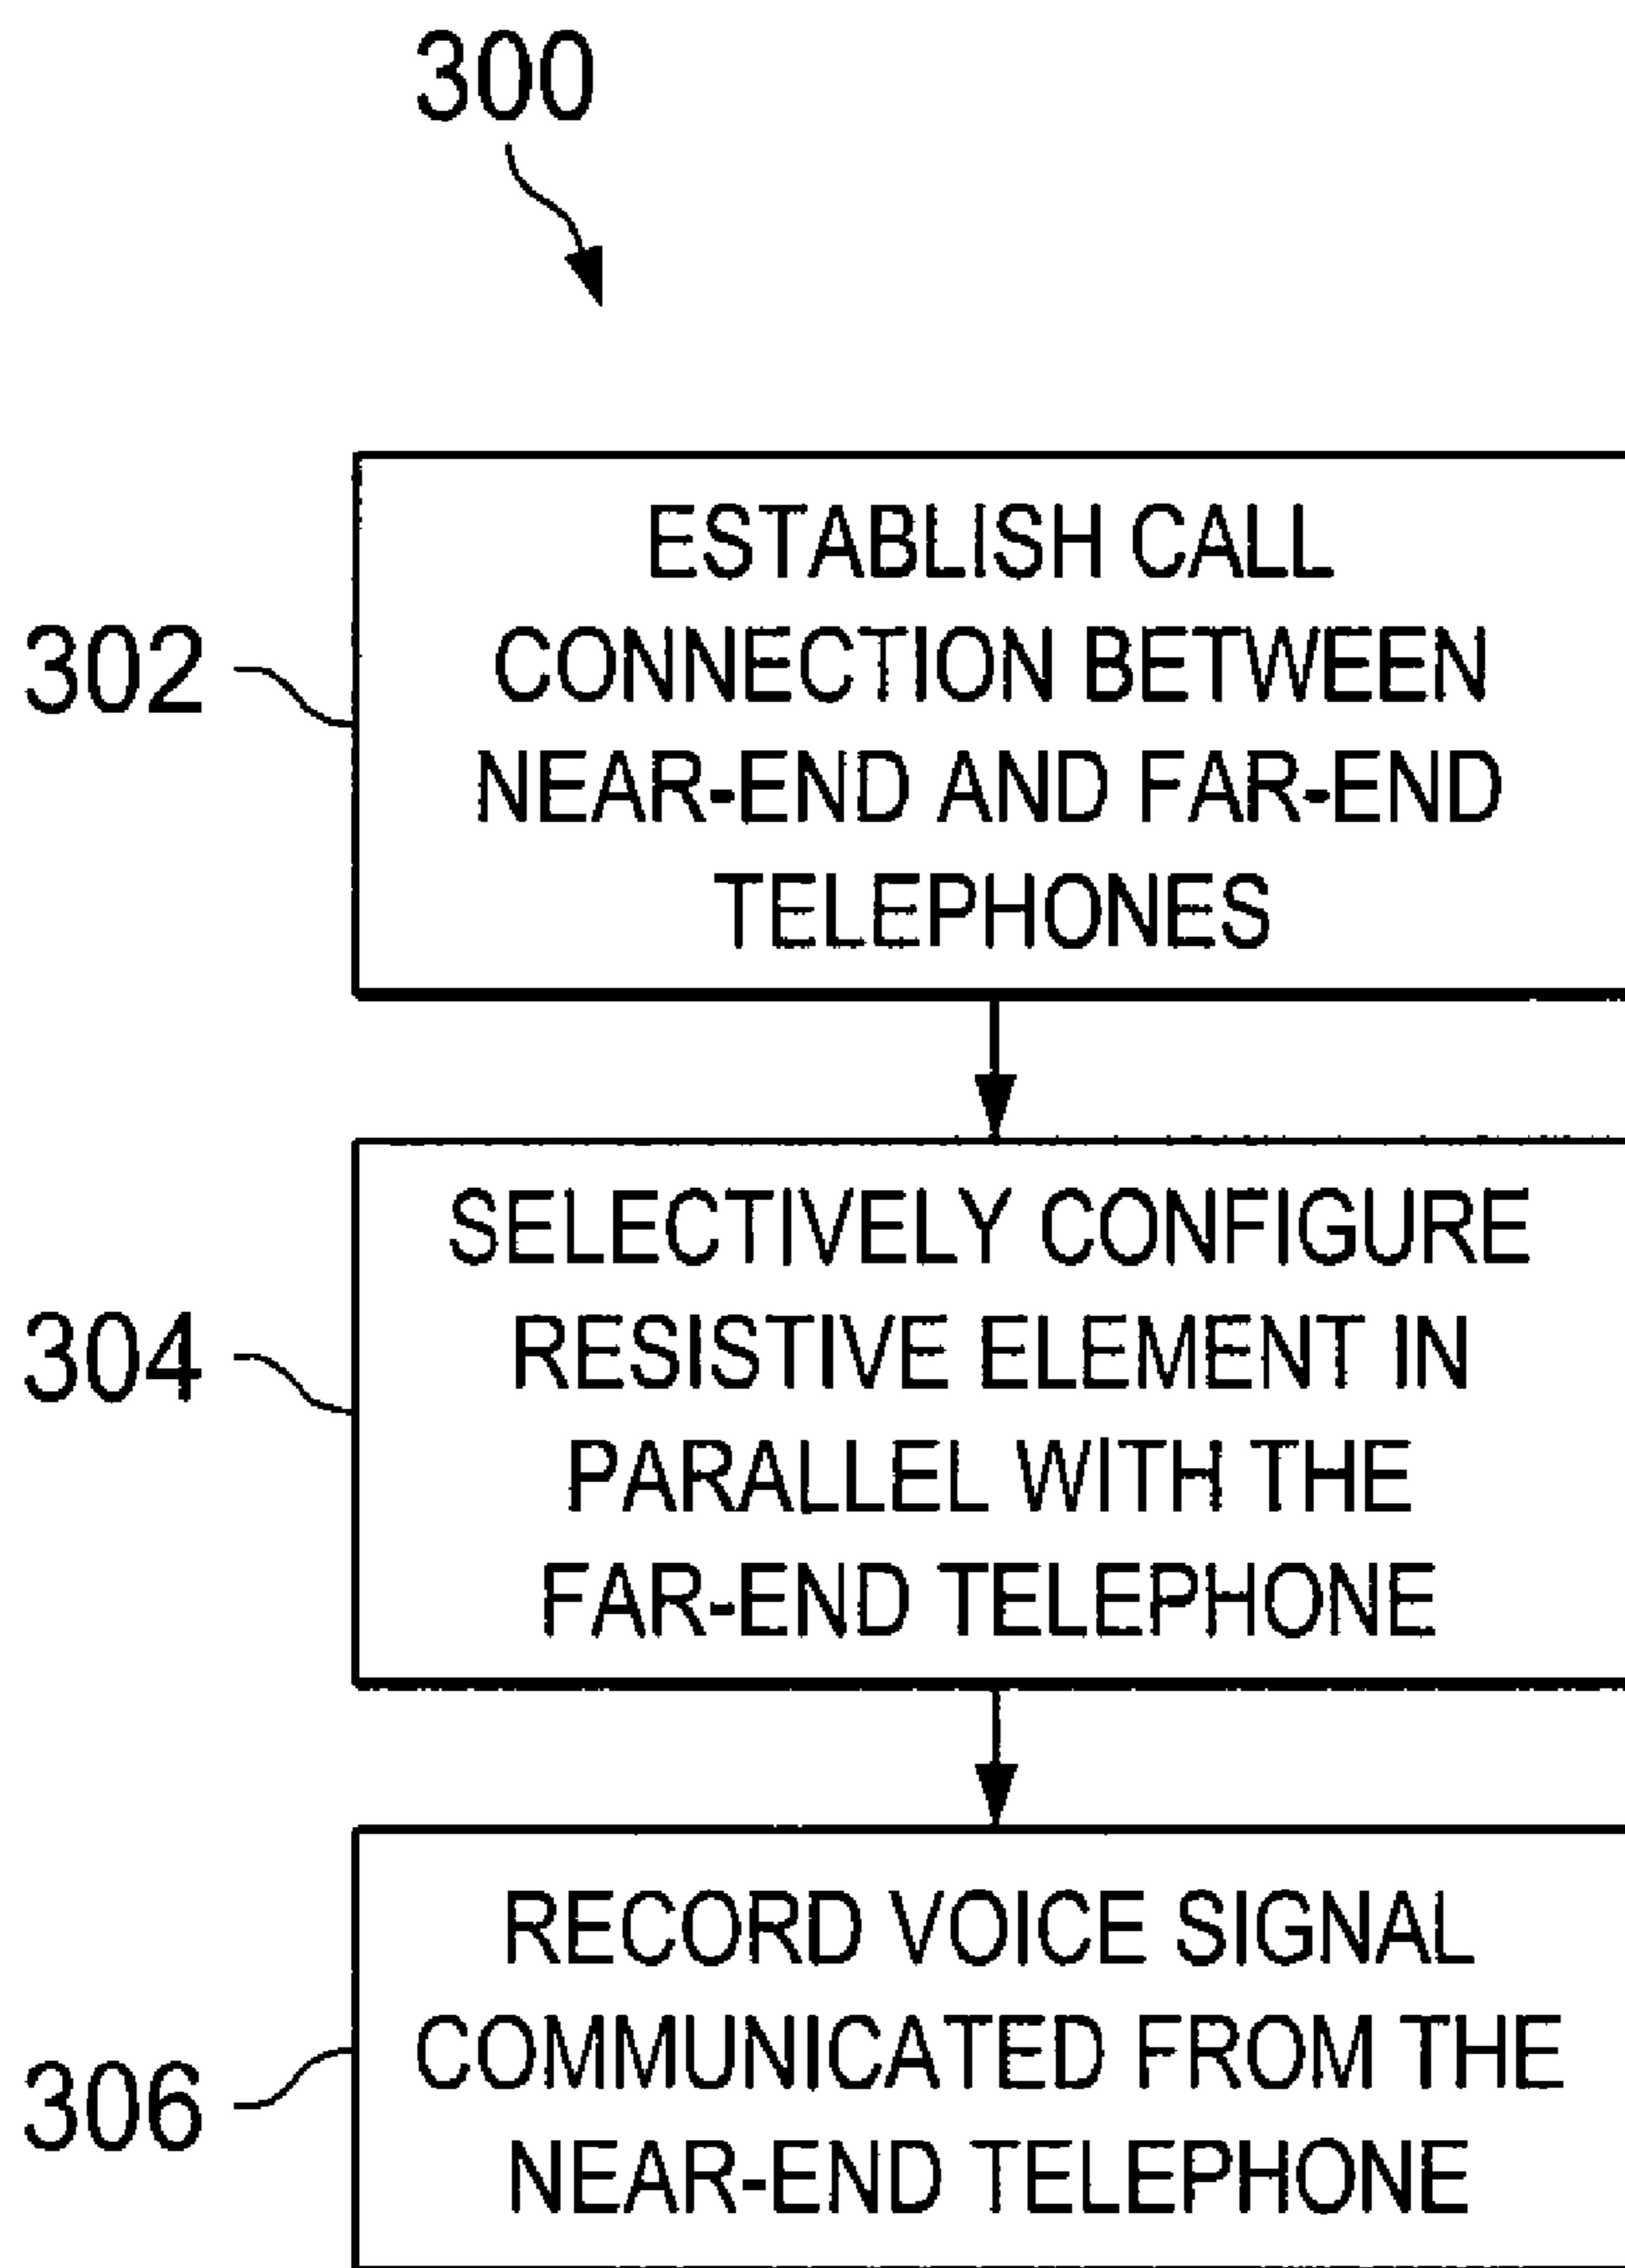 300
302
ESTABLISH CALL
CONNECTION BETWEEN
NEAR-END AND FAR-END
TELEPHONES
304
SELECTIVELY CONFIGURE
RESISTIVE ELEMENT IN
PARALLEL WITH THE
FAR-END TELEPHONE
306
RECORD VOICE SIGNAL
COMMUNICATED FROM THE
NEAR-END TELEPHONE